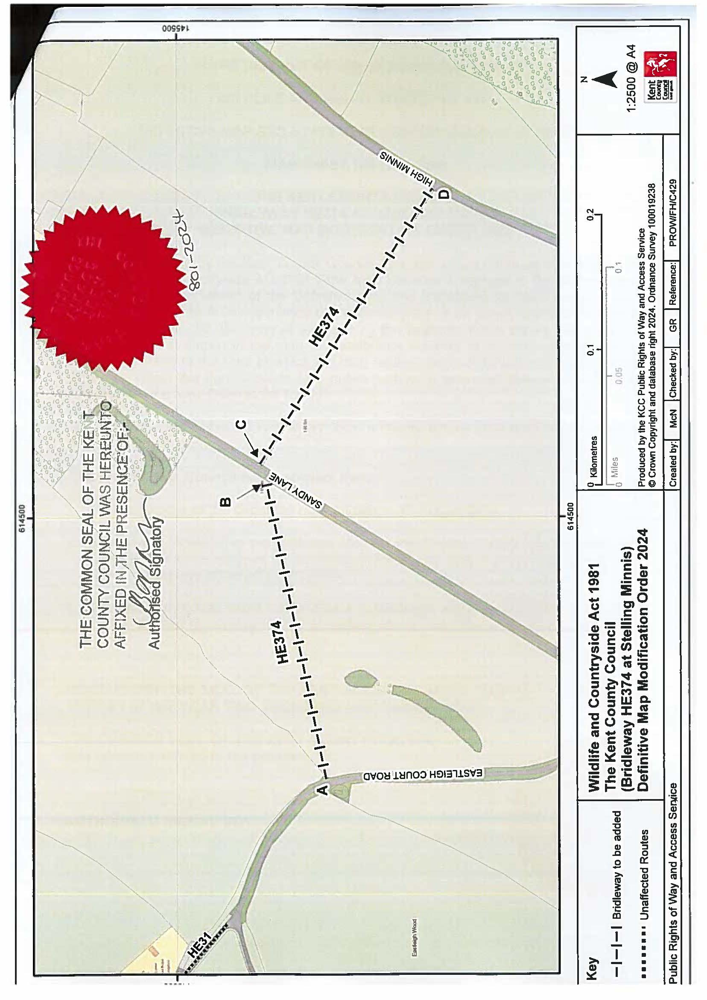 614500
145500
THE COMMON SEAL OF THE KENT
COUNTY COUNCIL WAS HEREUNTO
AFFIXED IN THE PRESENCE OF:-
Authorised Signatory
801-2024
HE31
A
EASTLEIGH COURT ROAD
HE374
B
C
SANDY LANE
HE374
HIGH MINNIS
D
Eastleigh Wood
614500
Key
Bridleway to be added
Unaffected Routes
Wildlife and Countryside Act 1981
The Kent County Council
(Bridleway HE374 at Stelling Minnis)
Definitive Map Modification Order 2024
0 Kilometres 0.1 0.2
0 Miles 0.05 0.1
Produced by the KCC Public Rights of Way and Access Service
© Crown Copyright and database right 2024. Ordnance Survey 100019238
N
1:2500 @ A4
Kent
County
Council
kent.gov.uk
Public Rights of Way and Access Service
Created by: McN Checked by: GR Reference: PROW/FH/C429